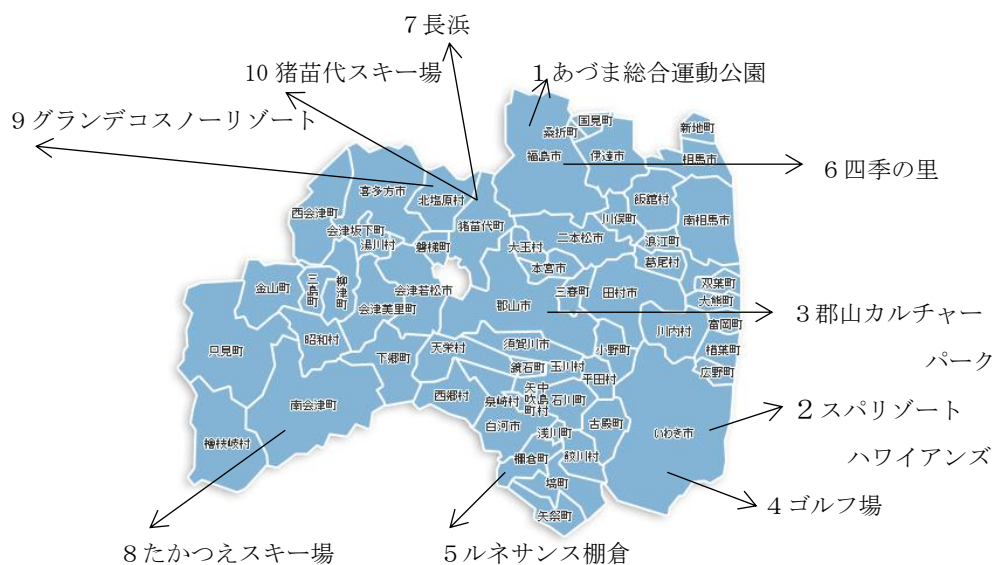 7長浜
10 猪苗代スキー場
1あづま総合運動公園
9グランデコスノーリゾート
国見町
桑折町
新地町
福島市
伊達市
相馬市
6四季の里
喜多方市
北塩原村
飯舘村
西会津町
猪苗代町
川俣町
南相馬市
会津坂下町
湯川村
磐梯町
大玉村
二本松市
浪江町
本宮市
葛尾村
金山町
三島町
柳津町
会津若松市
三春町
田村市
双葉町
大熊町
会津美里町
郡山市
3郡山カルチャー
パーク
富岡町
川内村
只見町
昭和村
下郷町
天栄村
須賀川市
小野町
楢葉町
鏡石町
玉川村
平田村
広野町
南会津町
西郷村
泉崎村
矢吹町
中島村
石川町
白河市
古殿町
いわき市
2スパリゾート
ハワイアンズ
檜枝岐村
浅川町
棚倉町
鮫川村
塙町
4ゴルフ場
矢祭町
8たかつえスキー場
5ルネサンス棚倉